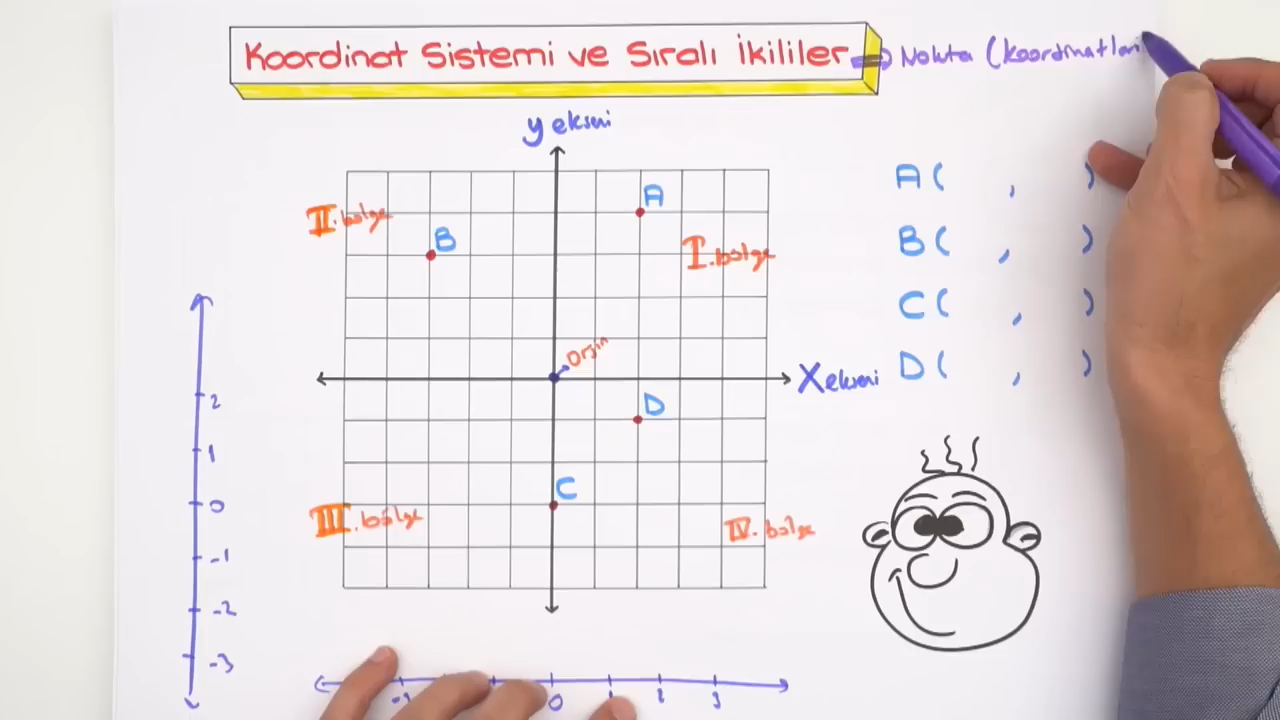 Koordinat Sistemi ve Sıralı İkililer
Nokta (koordinatları
y ekseni
A
A( , )
II. bölge
B
I. bölge
B( , )
C( , )
Orjin
X ekseni
D( , )
D
2
1
0
-1
-2
-3
C
III. bölge
IV. bölge
0
1
2
3